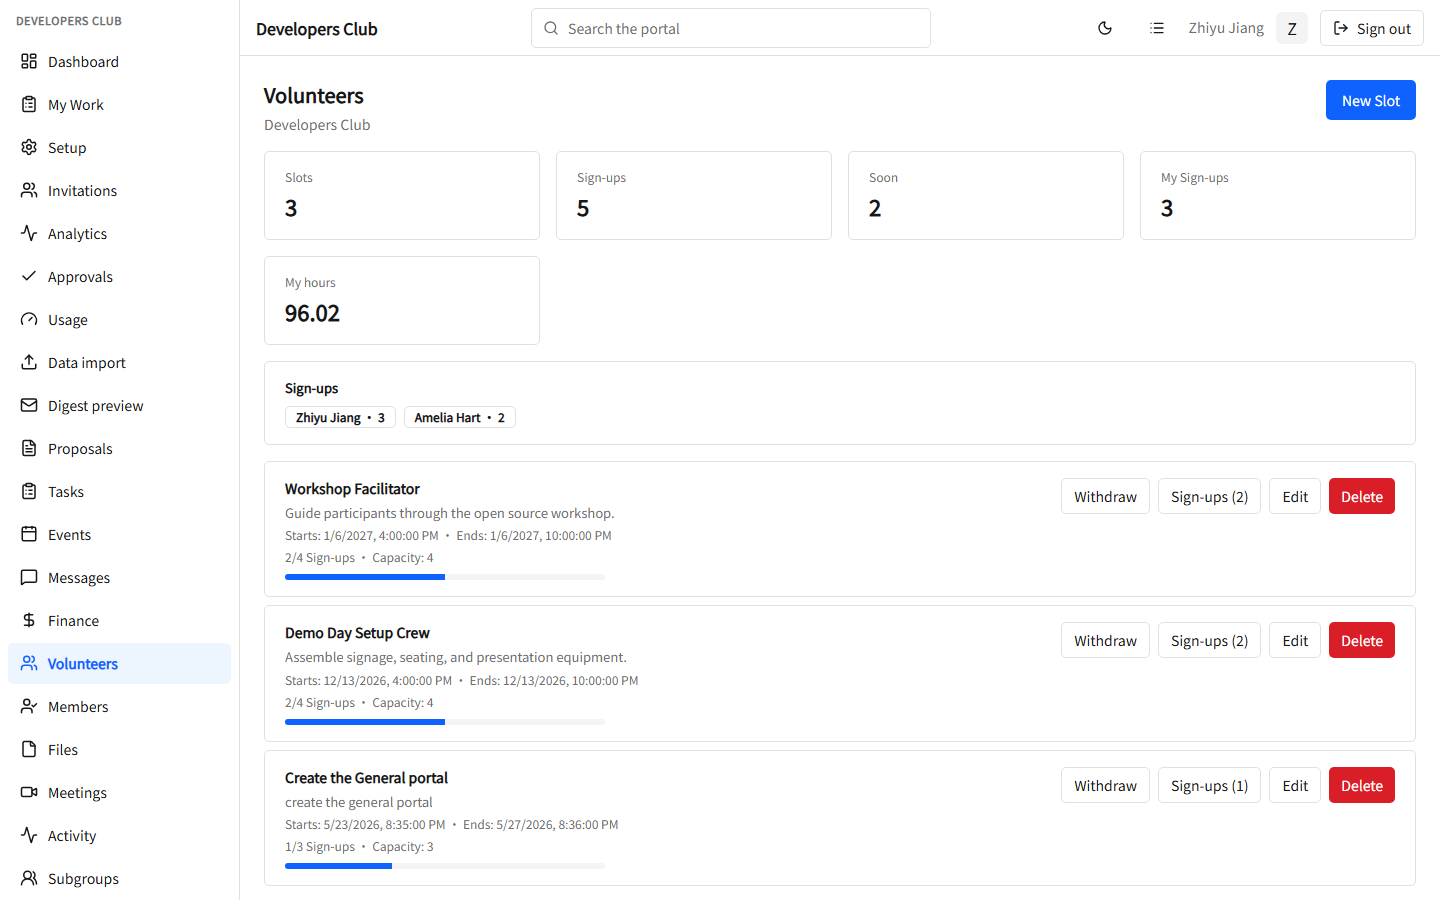 DEVELOPERS CLUB
Dashboard
My Work
Setup
Invitations
Analytics
Approvals
Usage
Data import
Digest preview
Proposals
Tasks
Events
Messages
Finance
Volunteers
Members
Files
Meetings
Activity
Subgroups
Developers Club
Search the portal
Zhiyu Jiang
Z
Sign out
Volunteers
Developers Club
New Slot
Slots
3
Sign-ups
5
Soon
2
My Sign-ups
3
My hours
96.02
Sign-ups
Zhiyu Jiang • 3
Amelia Hart • 2
Workshop Facilitator
Guide participants through the open source workshop.
Starts: 1/6/2027, 4:00:00 PM • Ends: 1/6/2027, 10:00:00 PM
2/4 Sign-ups • Capacity: 4
Withdraw
Sign-ups (2)
Edit
Delete
Demo Day Setup Crew
Assemble signage, seating, and presentation equipment.
Starts: 12/13/2026, 4:00:00 PM • Ends: 12/13/2026, 10:00:00 PM
2/4 Sign-ups • Capacity: 4
Withdraw
Sign-ups (2)
Edit
Delete
Create the General portal
create the general portal
Starts: 5/23/2026, 8:35:00 PM • Ends: 5/27/2026, 8:36:00 PM
1/3 Sign-ups • Capacity: 3
Withdraw
Sign-ups (1)
Edit
Delete